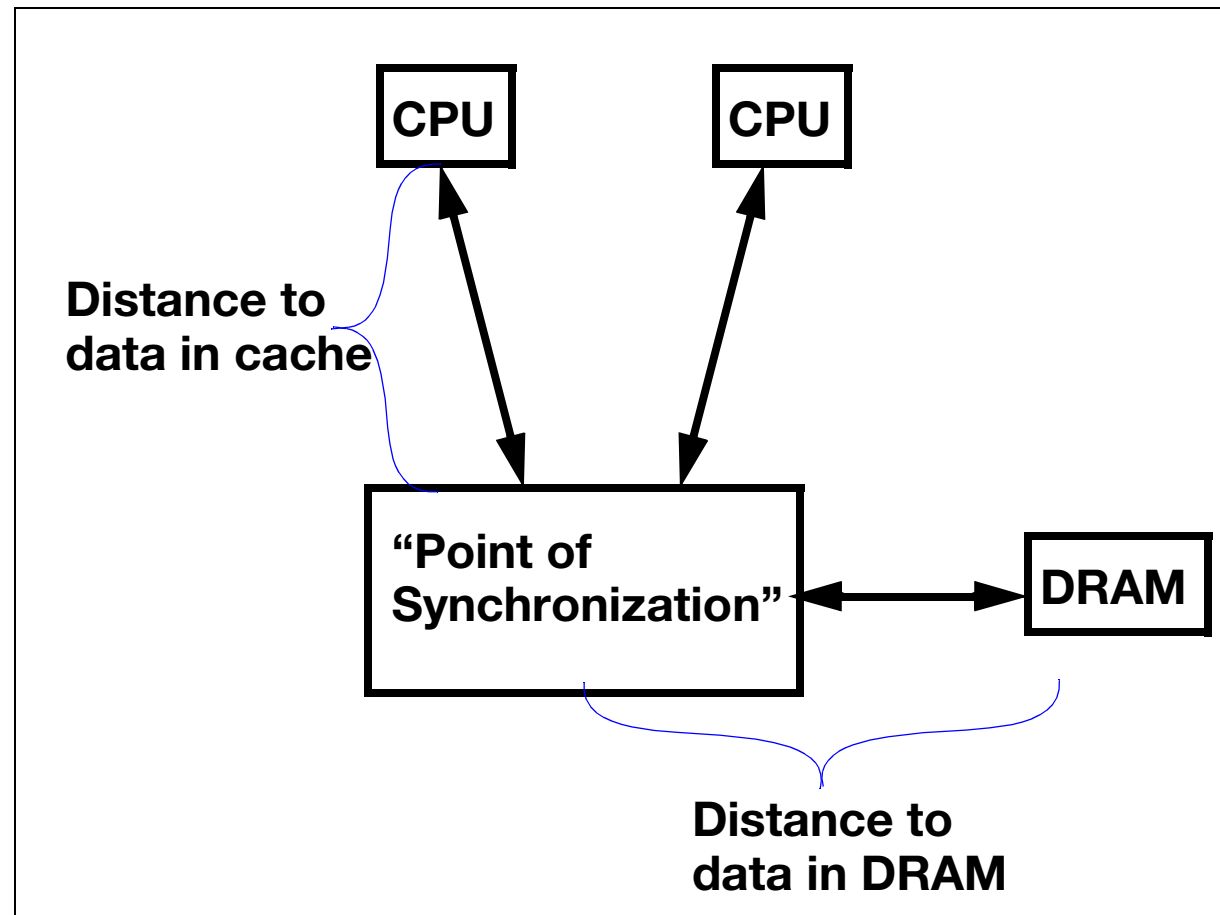 CPU
CPU
Distance to
data in cache
“Point of
Synchronization”
DRAM
Distance to
data in DRAM